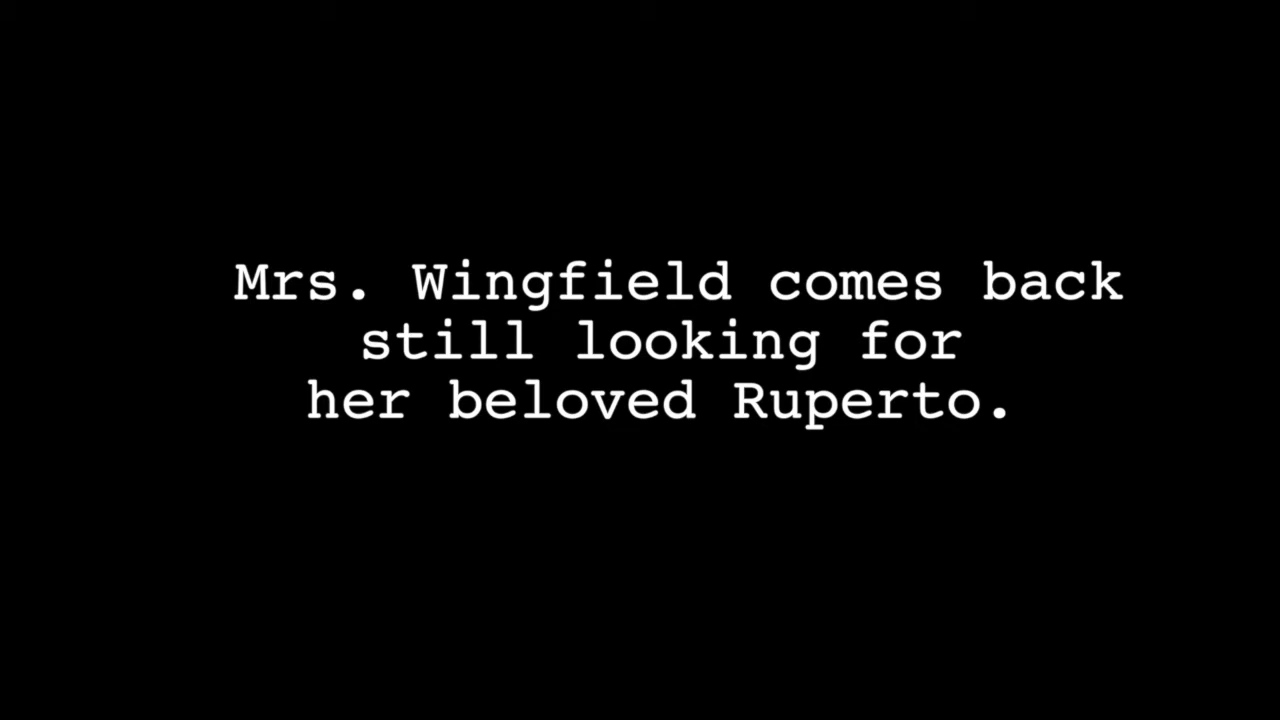 Mrs. Wingfield comes back
still looking for
her beloved Ruperto.